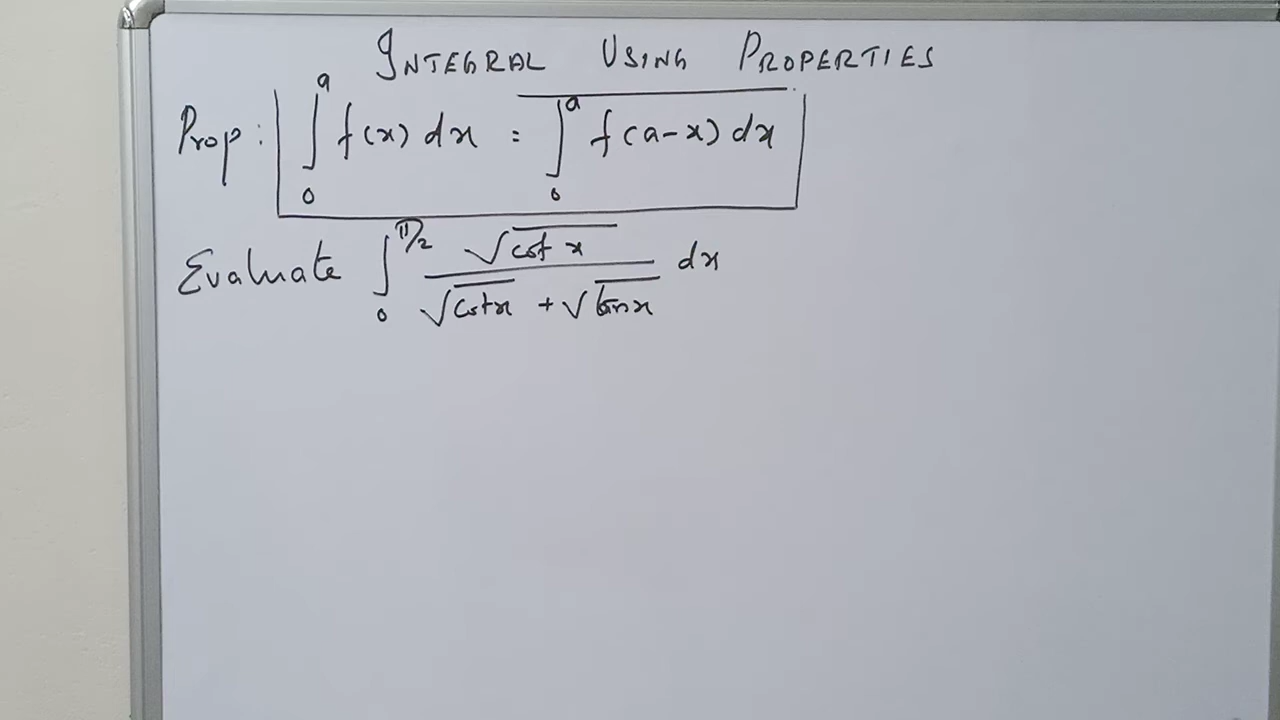 INTEGRAL USING PROPERTIES
Prop: ∫₀ᵃ f(x) dx = ∫₀ᵃ f(a-x) dx
Evaluate ∫₀^(π/2) √(cot x) / (√(cot x) + √(tan x)) dx